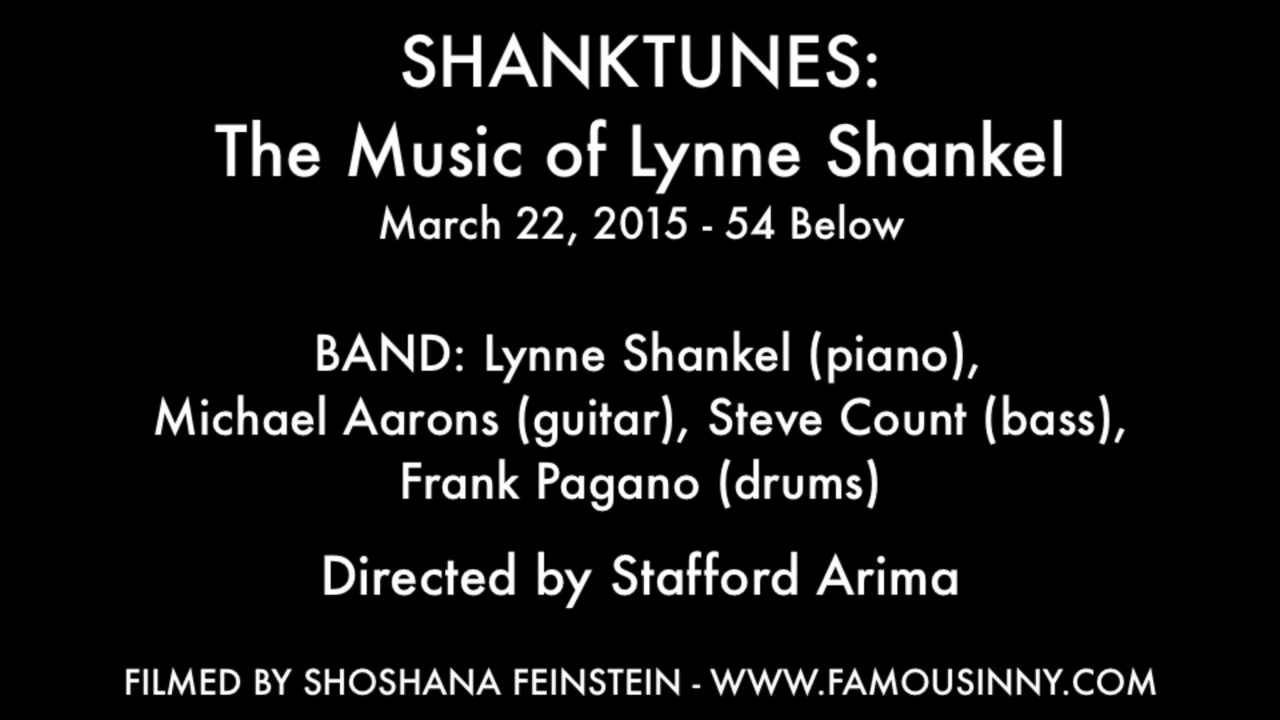 SHANKTUNES:
The Music of Lynne Shankel
March 22, 2015 - 54 Below
BAND: Lynne Shankel (piano),
Michael Aarons (guitar), Steve Count (bass),
Frank Pagano (drums)
Directed by Stafford Arima
FILMED BY SHOSHANA FEINSTEIN - WWW.FAMOUSINNY.COM